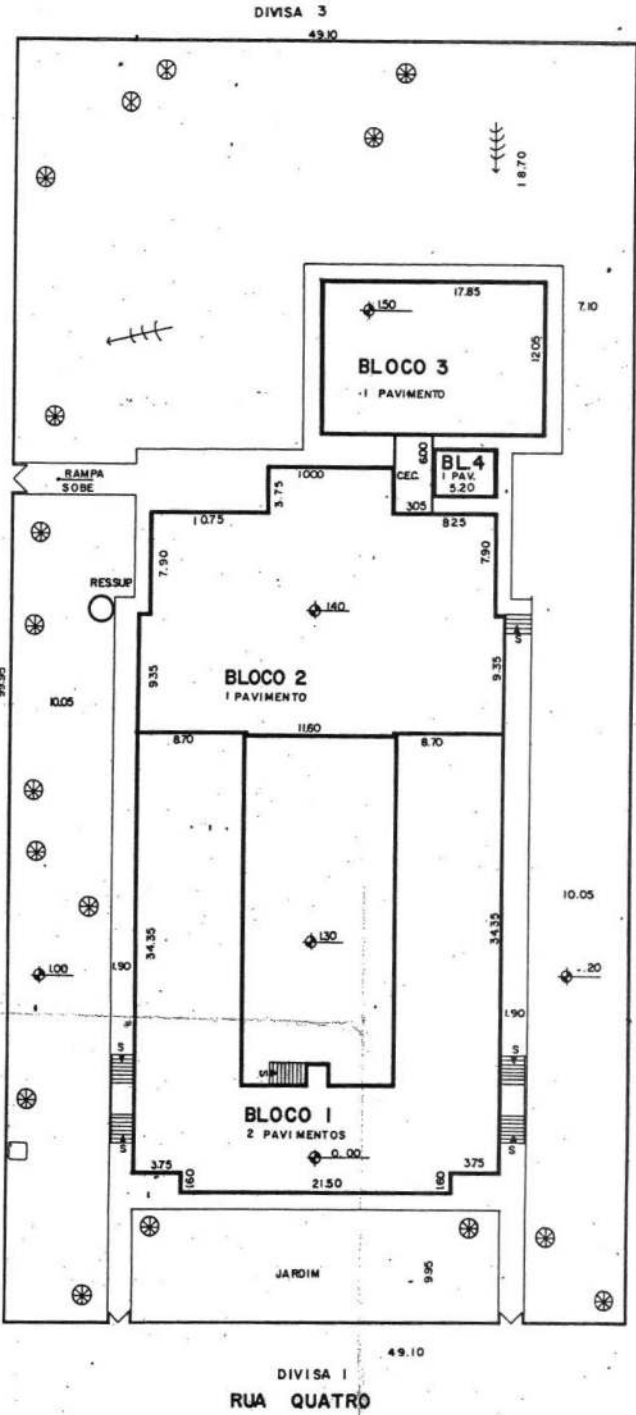 DIVISA 3
49.10
18.70
17.85
1.50
7.10
12.05
BLOCO 3
1 PAVIMENTO
RAMPA
SOBE
10.00
3.75
CEC.
6.00
BL.4
1 PAV.
5.20
3.05
10.75
8.25
7.90
7.90
RESSUP
1.40
9.35
9.35
BLOCO 2
1 PAVIMENTO
S
99.95
10.05
8.70
11.60
8.70
10.05
34.35
34.35
1.30
1.00
1.90
-.20
1.90
S
S
S
BLOCO 1
2 PAVIMENTOS
S
S
0.00
3.75
1.60
21.50
1.60
3.75
JARDIM
9.95
49.10
DIVISA 1
RUA QUATRO